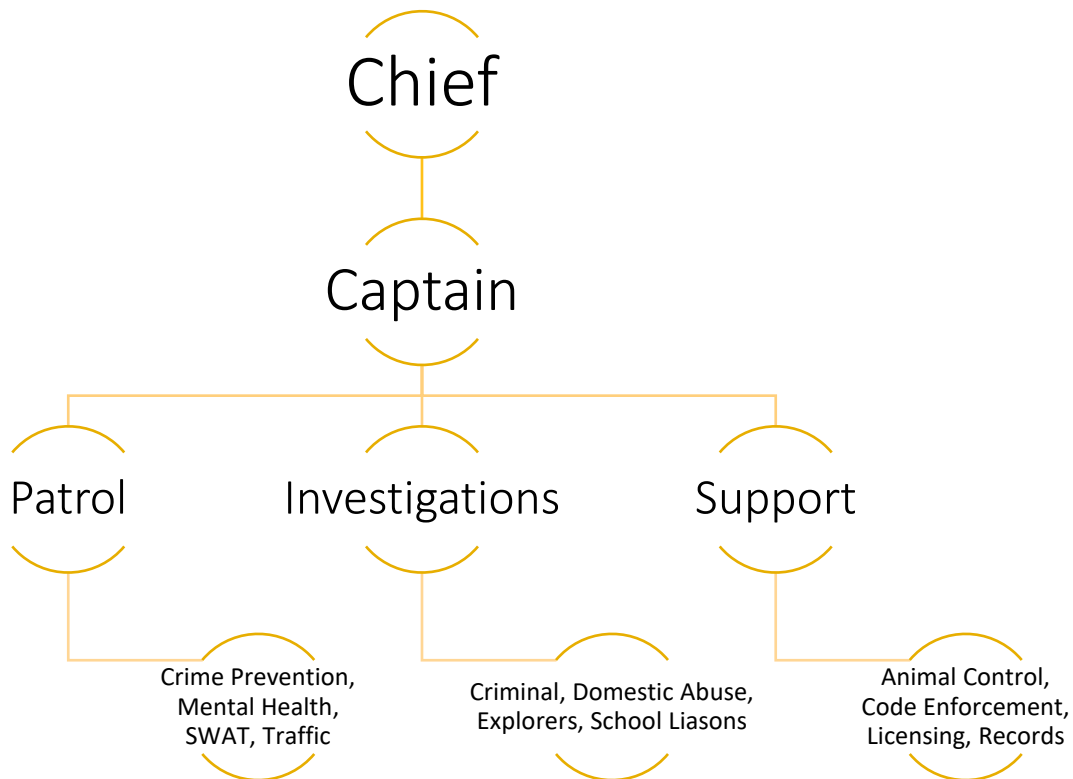 Chief
Captain
Patrol
Investigations
Support
Crime Prevention,
Mental Health,
SWAT, Traffic
Criminal, Domestic Abuse,
Explorers, School Liasons
Animal Control,
Code Enforcement,
Licensing, Records